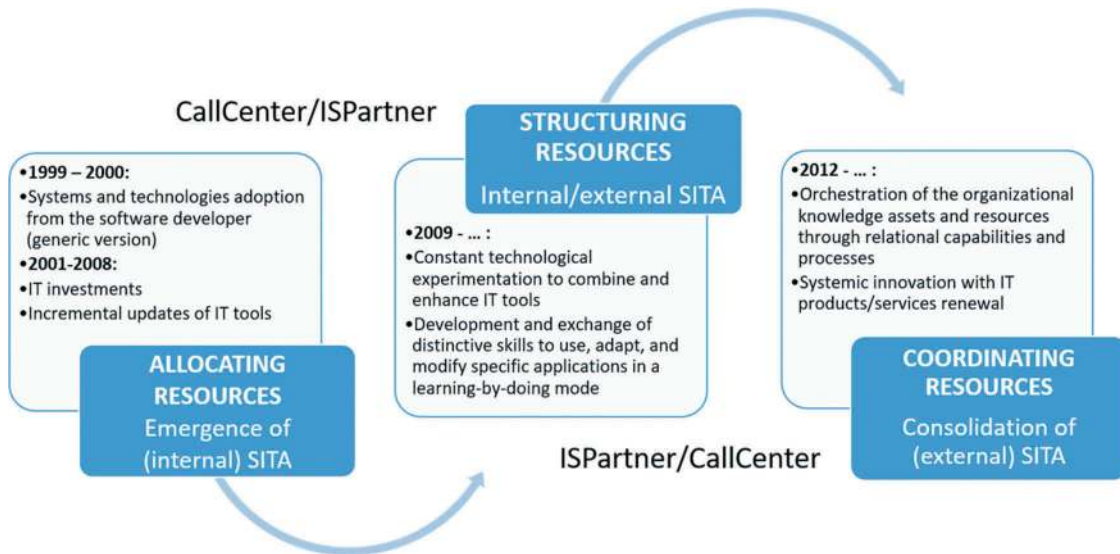 CallCenter/ISPartner
•1999 – 2000:
•Systems and technologies adoption
from the software developer
(generic version)
•2001-2008:
•IT investments
•Incremental updates of IT tools
ALLOCATING
RESOURCES
Emergence of
(internal) SITA
STRUCTURING
RESOURCES
Internal/external SITA
•2009 - ... :
•Constant technological
experimentation to combine and
enhance IT tools
•Development and exchange of
distinctive skills to use, adapt, and
modify specific applications in a
learning-by-doing mode
ISPartner/CallCenter
•2012 - ... :
•Orchestration of the organizational
knowledge assets and resources
through relational capabilities and
processes
•Systemic innovation with IT
products/services renewal
COORDINATING
RESOURCES
Consolidation of
(external) SITA